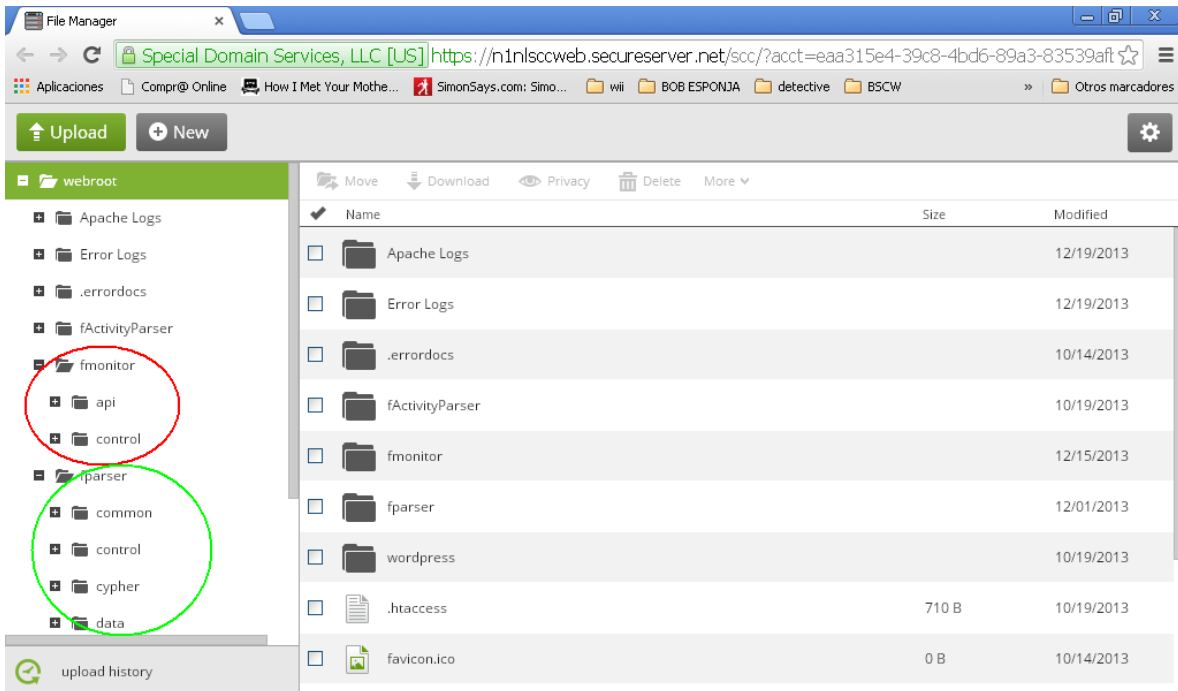 File Manager
Special Domain Services, LLC [US] https://n1nlsccweb.secureserver.net/scc/?acct=eaa315e4-39c8-4bd6-89a3-83539aft
Aplicaciones Compr@ Online How I Met Your Mothe... SimonSays.com: Simo... wii BOB ESPONJA detective BSCW » Otros marcadores
Upload New
webroot
Apache Logs
Error Logs
.errordocs
fActivityParser
fmonitor
api
control
fparser
common
control
cypher
data
upload history
Move Download Privacy Delete More
Name Size Modified
Apache Logs 12/19/2013
Error Logs 12/19/2013
.errordocs 10/14/2013
fActivityParser 10/19/2013
fmonitor 12/15/2013
fparser 12/01/2013
wordpress 10/19/2013
.htaccess 710 B 10/19/2013
favicon.ico 0 B 10/14/2013